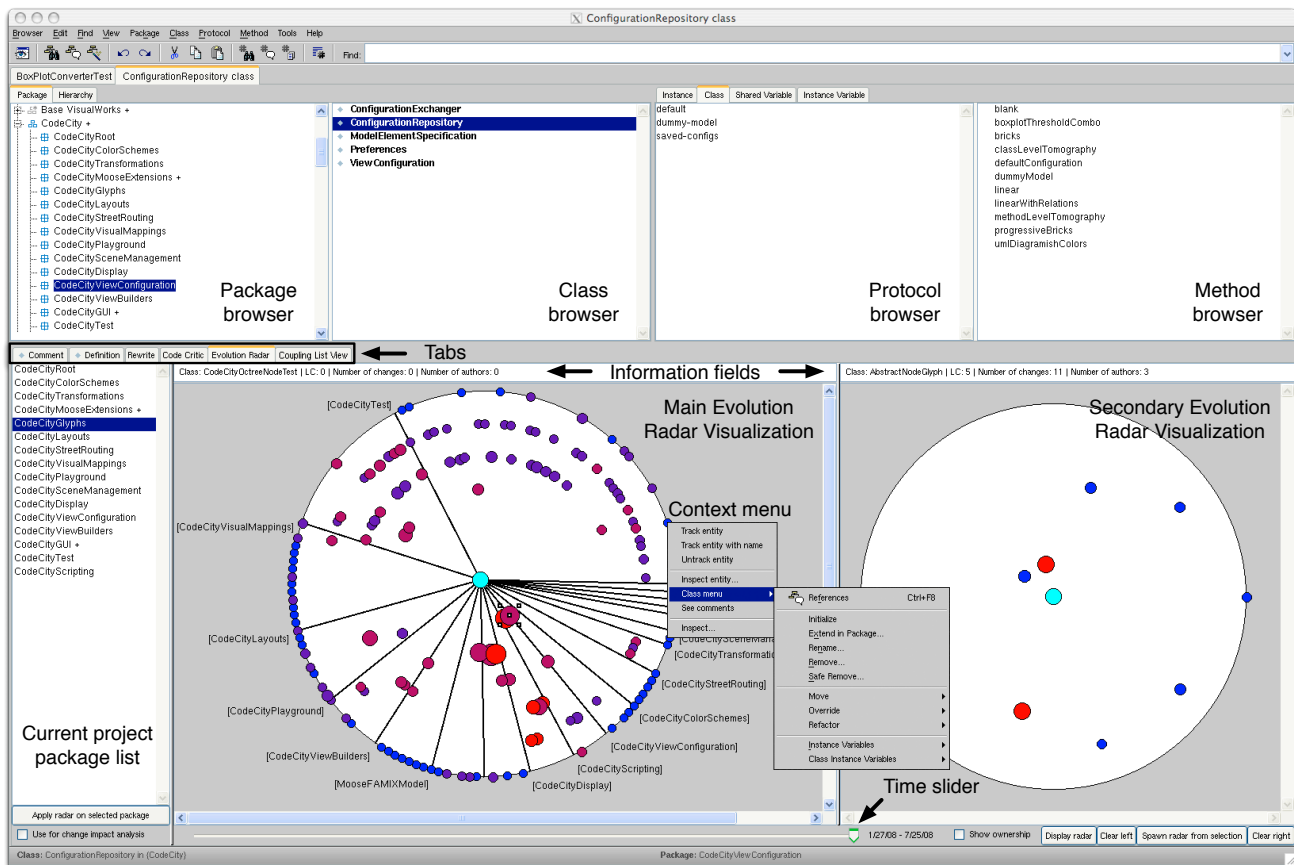 ConfigurationRepository class
Browser Edit Find View Package Class Protocol Method Tools Help
Find:
BoxPlotConverterTest ConfigurationRepository class
Package Hierarchy
Instance Class Shared Variable Instance Variable
Base VisualWorks +
CodeCity +
CodeCityRoot
CodeCityColorSchemes
CodeCityTransformations
CodeCityMooseExtensions +
CodeCityGlyphs
CodeCityLayouts
CodeCityStreetRouting
CodeCityVisualMappings
CodeCityPlayground
CodeCitySceneManagement
CodeCityDisplay
CodeCityViewConfiguration
CodeCityViewBuilders
CodeCityGUI +
CodeCityTest
Package
browser
ConfigurationExchanger
ConfigurationRepository
ModelElementSpecification
Preferences
ViewConfiguration
Class
browser
default
dummy-model
saved-configs
Protocol
browser
blank
boxplotThresholdCombo
bricks
classLevelTomography
defaultConfiguration
dummyModel
linear
linearWithRelations
methodLevelTomography
progressiveBricks
umlDiagramishColors
Method
browser
Comment Definition Rewrite Code Critic Evolution Radar Coupling List View
Tabs
CodeCityRoot
CodeCityColorSchemes
CodeCityTransformations
CodeCityMooseExtensions +
CodeCityGlyphs
CodeCityLayouts
CodeCityStreetRouting
CodeCityVisualMappings
CodeCityPlayground
CodeCitySceneManagement
CodeCityDisplay
CodeCityViewConfiguration
CodeCityViewBuilders
CodeCityGUI +
CodeCityTest
CodeCityScripting
Current project
package list
Apply radar on selected package
Use for change impact analysis
Class: CodeCityOctreeNodeTest | LC: 0 | Number of changes: 0 | Number of authors: 0
Information fields
Class: AbstractNodeGlyph | LC: 5 | Number of changes: 11 | Number of authors: 3
Main Evolution
Radar Visualization
Secondary Evolution
Radar Visualization
[CodeCityTest]
[CodeCityVisualMappings]
[CodeCityLayouts]
[CodeCityPlayground]
[CodeCityViewBuilders]
[MooseFAMIXModel]
[CodeCityDisplay]
[CodeCityScripting]
[CodeCityViewConfiguration]
[CodeCityColorSchemes]
[CodeCityStreetRouting]
[CodeCityTransformatio
[CodeCitySceneMana
Context menu
Track entity
Track entity with name
Untrack entity
Inspect entity...
Class menu
See comments
Inspect...
References Ctrl+F8
Initialize
Extend in Package...
Rename...
Remove...
Safe Remove...
Move
Override
Refactor
Instance Variables
Class Instance Variables
Time slider
1/27/08 - 7/25/08
Show ownership
Display radar Clear left Spawn radar from selection Clear right
Class: ConfigurationRepository in (CodeCity)
Package: CodeCityViewConfiguration